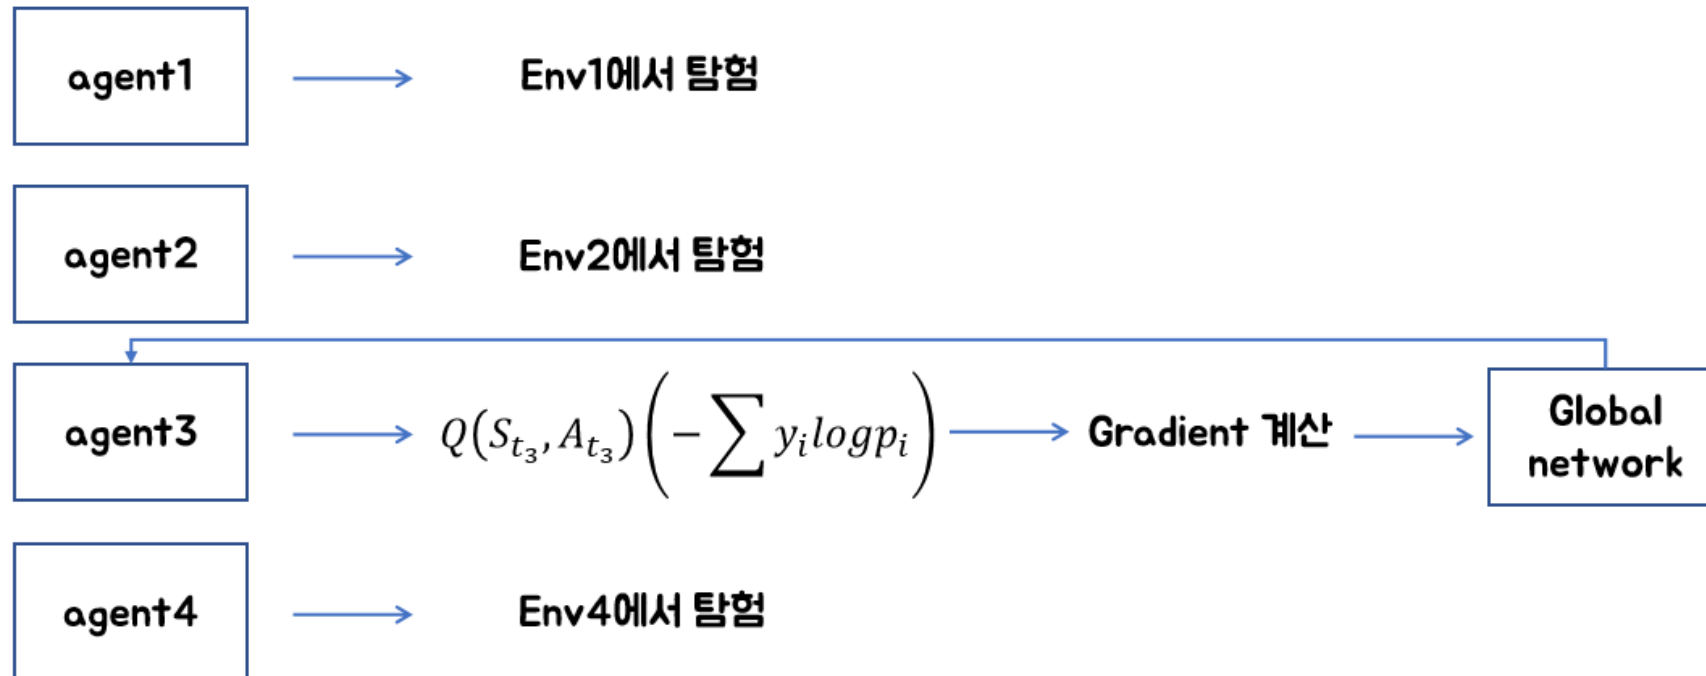 agent1
Env1에서 탐험
agent2
Env2에서 탐험
agent3
Q(S_{t_3}, A_{t_3})(-∑ y_i logp_i)
Gradient 계산
Global
network
agent4
Env4에서 탐험